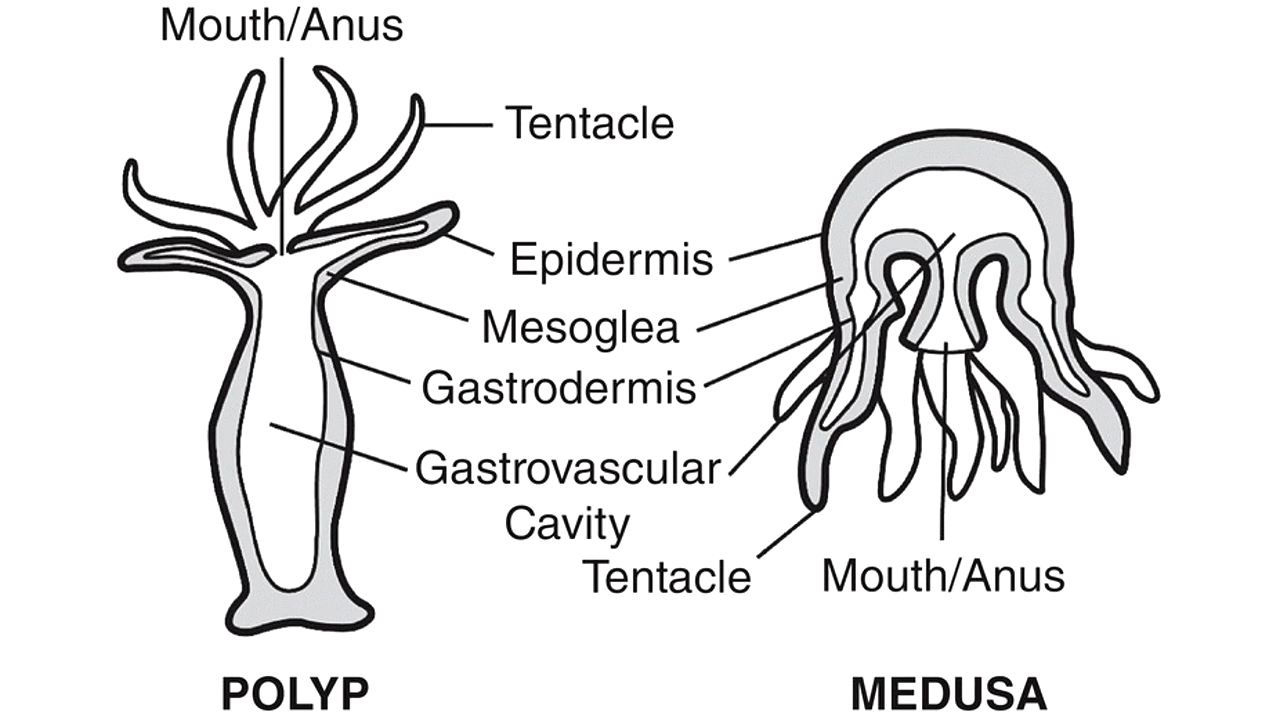 Mouth/Anus
Tentacle
Epidermis
Mesoglea
Gastrodermis
Gastrovascular
Cavity
Tentacle
Mouth/Anus
POLYP
MEDUSA